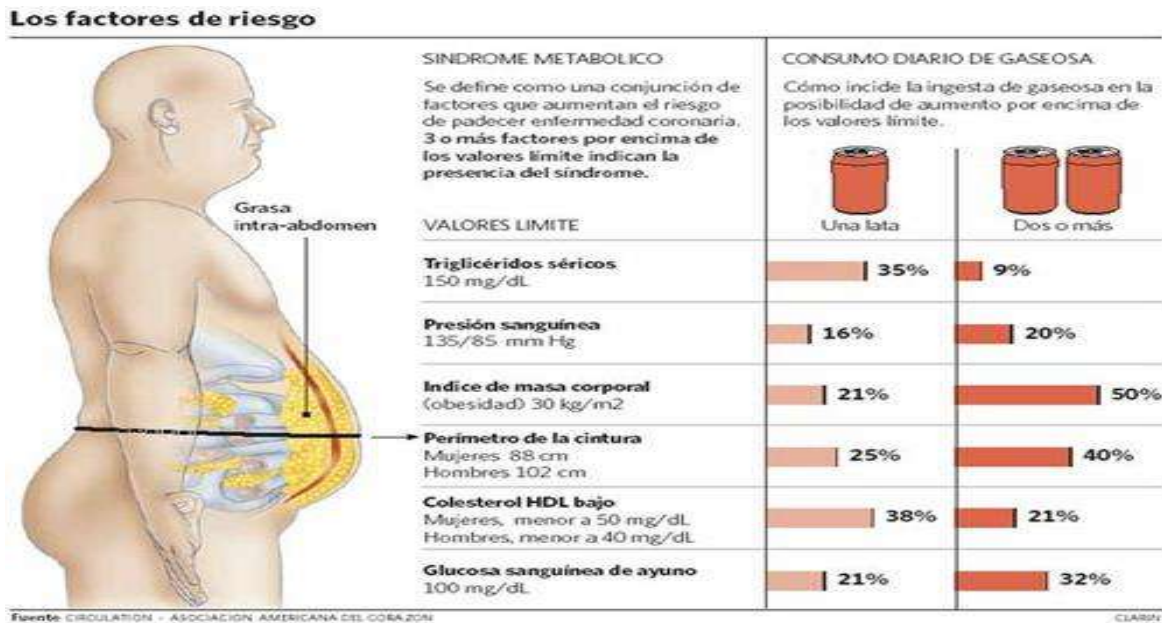 Los factores de riesgo
Grasa
intra-abdomen
SINDROME METABOLICO
Se define como una conjunción de
factores que aumentan el riesgo
de padecer enfermedad coronaria.
3 o más factores por encima de
los valores límite indican la
presencia del síndrome.
CONSUMO DIARIO DE GASEOSA
Cómo incide la ingesta de gaseosa en la
posibilidad de aumento por encima de
los valores límite.
VALORES LIMITE
Una lata
Dos o más
Triglicéridos séricos
150 mg/dL
35%
9%
Presión sanguínea
135/85 mm Hg
16%
20%
Indice de masa corporal
(obesidad) 30 kg/m2
21%
50%
Perímetro de la cintura
Mujeres 88 cm
Hombres 102 cm
25%
40%
Colesterol HDL bajo
Mujeres, menor a 50 mg/dL
Hombres, menor a 40 mg/dL
38%
21%
Glucosa sanguínea de ayuno
100 mg/dL
21%
32%
Fuente CIRCULATION - ASOCIACION AMERICANA DEL CORAZON
CLARIN